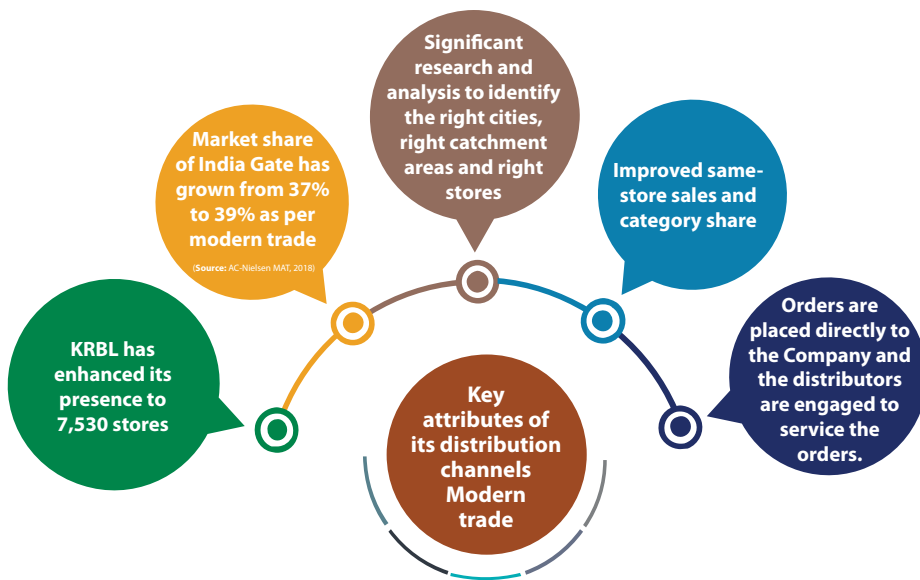 KRBL has
enhanced its
presence to
7,530 stores
Market share
of India Gate has
grown from 37%
to 39% as per
modern trade
(Source: AC-Nielsen MAT, 2018)
Significant
research and
analysis to identify
the right cities,
right catchment
areas and right
stores
Improved same-
store sales and
category share
Orders are
placed directly to
the Company and
the distributors
are engaged to
service the
orders.
Key
attributes of
its distribution
channels
Modern
trade